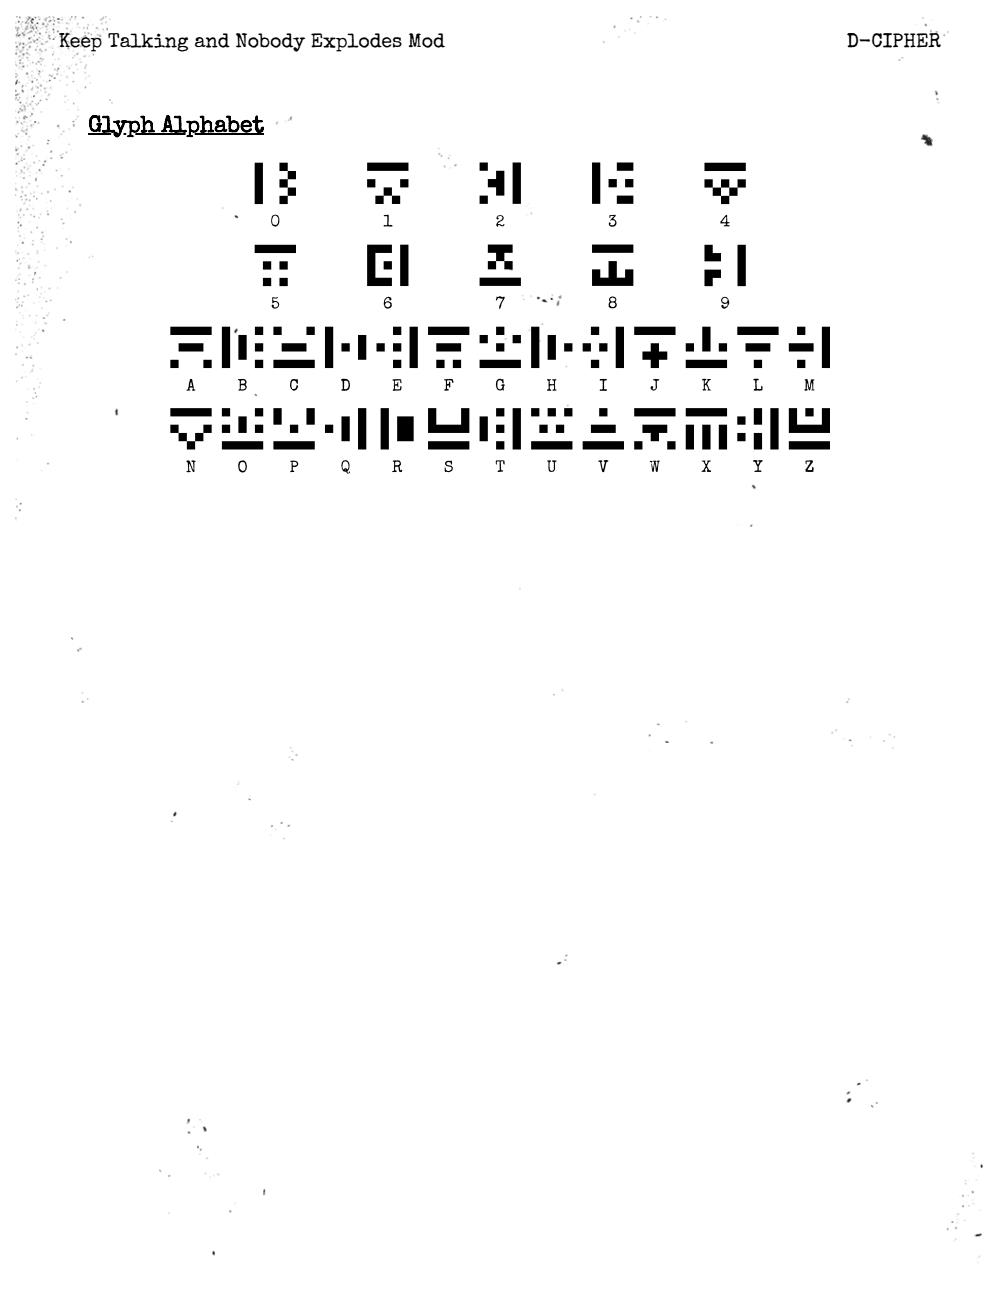 Keep Talking and Nobody Explodes Mod D-CIPHER
Glyph Alphabet
0 1 2 3 4
5 6 7 8 9
A B C D E F G H I J K L M
N O P Q R S T U V W X Y Z